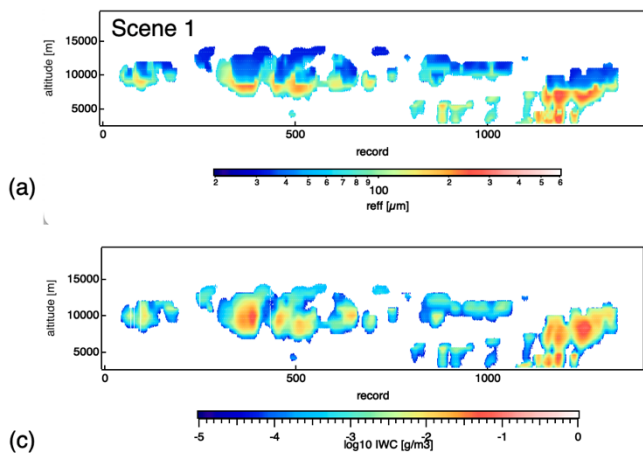 Scene 1
altitude [m]
15000
10000
5000
0 500 1000
record
(a)
2 3 4 5 6 7 8 9 100 2 3 4 5 6
reff [µm]
altitude [m]
15000
10000
5000
0 500 1000
record
(c)
-5 -4 -3 -2 -1 0
log10 IWC [g/m3]